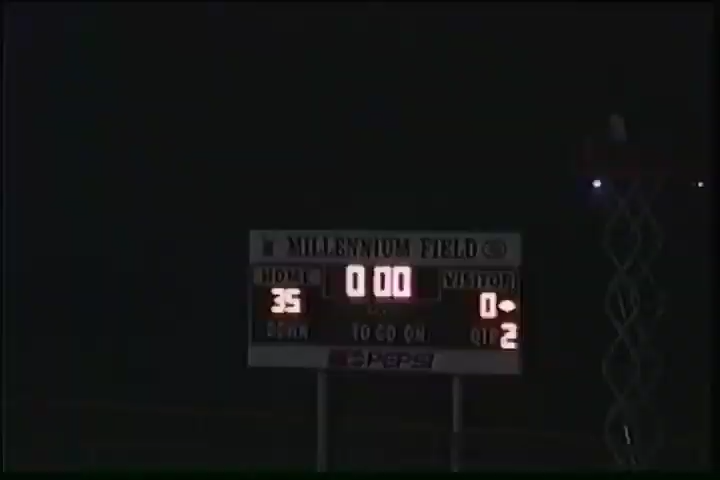 MILLENNIUM FIELD
HOME 0 00 VISITOR
35 0
DOWN TO GO ON QTR 2
PEPSI